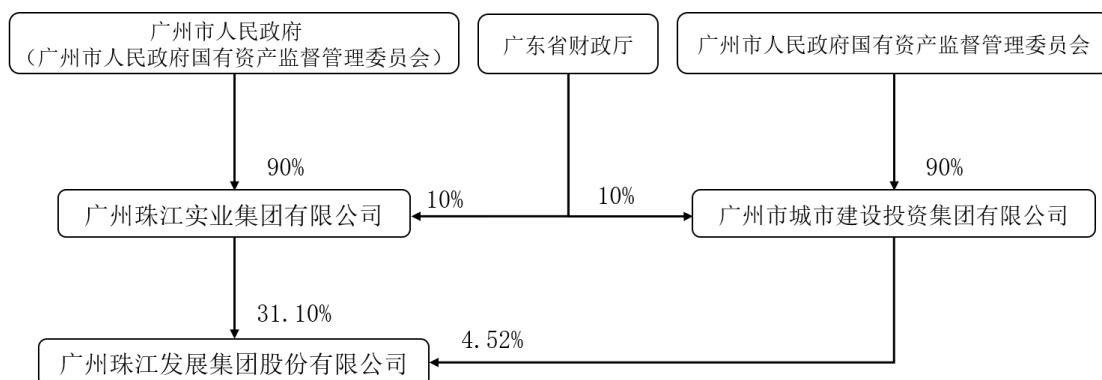 广州市人民政府
（广州市人民政府国有资产监督管理委员会）
广东省财政厅
广州市人民政府国有资产监督管理委员会
90%
10%
10%
90%
广州珠江实业集团有限公司
广州市城市建设投资集团有限公司
31.10%
4.52%
广州珠江发展集团股份有限公司